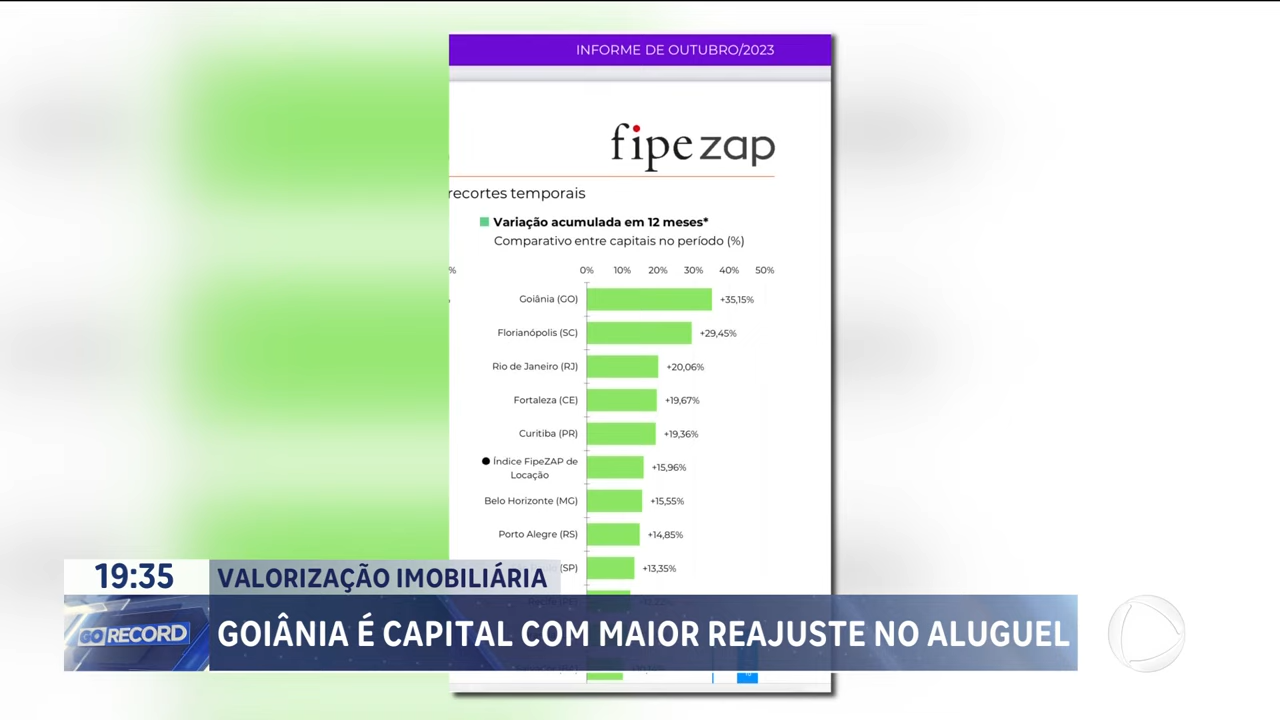 INFORME DE OUTUBRO/2023
fipe zap
recortes temporais
Variação acumulada em 12 meses*
Comparativo entre capitais no período (%)
% 0% 10% 20% 30% 40% 50%
Goiânia (GO) +35,15%
Florianópolis (SC) +29,45%
Rio de Janeiro (RJ) +20,06%
Fortaleza (CE) +19,67%
Curitiba (PR) +19,36%
Índice FipeZAP de
Locação +15,96%
Belo Horizonte (MG) +15,55%
Porto Alegre (RS) +14,85%
(SP) +13,35%
19:35 VALORIZAÇÃO IMOBILIÁRIA
GO RECORD
GOIÂNIA É CAPITAL COM MAIOR REAJUSTE NO ALUGUEL